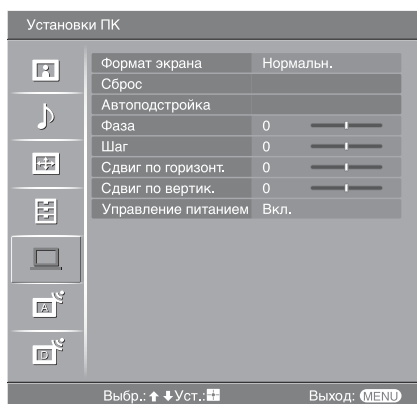 Установки ПК
Формат экрана Нормальн.
Сброс
Автоподстройка
Фаза 0
Шаг 0
Сдвиг по горизонт. 0
Сдвиг по вертик. 0
Управление питанием Вкл.
A
D
Выбр.: ↑ ↓ Уст.: Выход: MENU